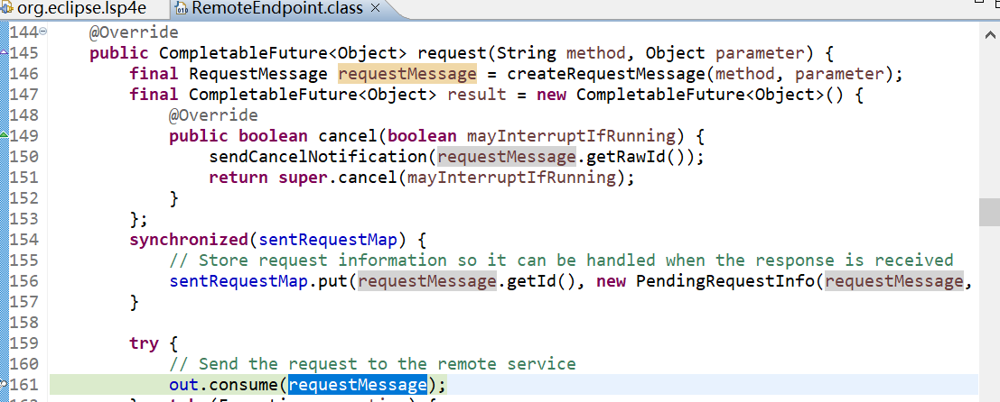 org.eclipse.lsp4e RemoteEndpoint.class
144 @Override
145 public CompletableFuture<Object> request(String method, Object parameter) {
146 final RequestMessage requestMessage = createRequestMessage(method, parameter);
147 final CompletableFuture<Object> result = new CompletableFuture<Object>() {
148 @Override
149 public boolean cancel(boolean mayInterruptIfRunning) {
150 sendCancelNotification(requestMessage.getRawId());
151 return super.cancel(mayInterruptIfRunning);
152 }
153 };
154 synchronized(sentRequestMap) {
155 // Store request information so it can be handled when the response is received
156 sentRequestMap.put(requestMessage.getId(), new PendingRequestInfo(requestMessage,
157 }
158
159 try {
160 // Send the request to the remote service
161 out.consume(requestMessage);